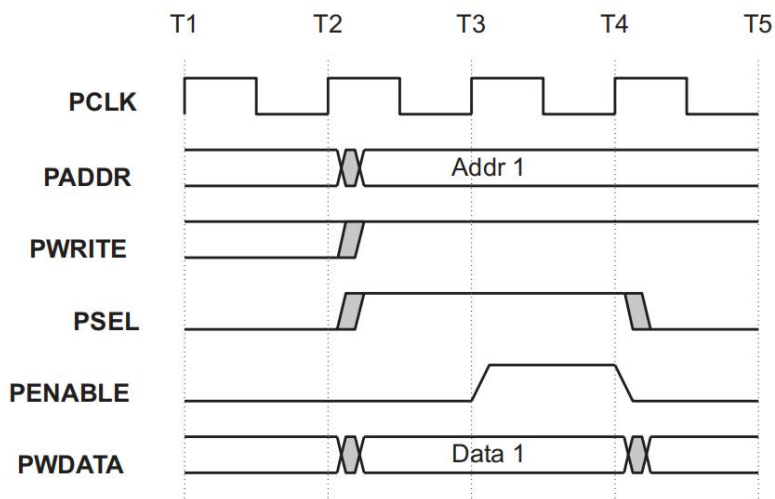 T1 T2 T3 T4 T5
PCLK
PADDR Addr 1
PWRITE
PSEL
PENABLE
PWDATA Data 1